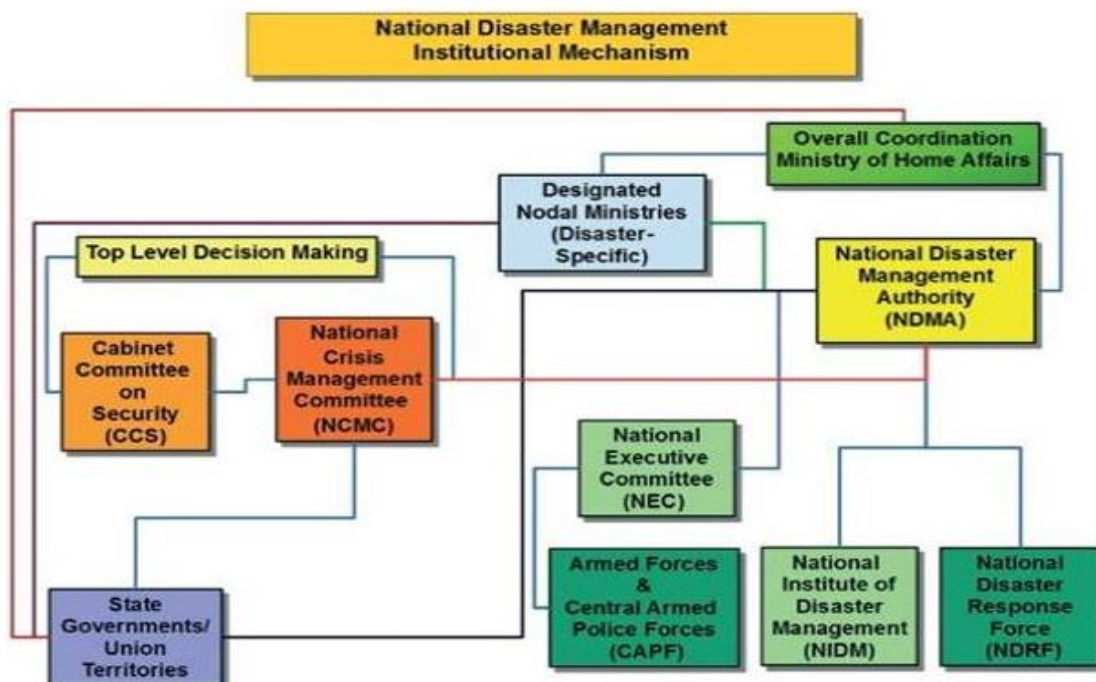 National Disaster Management
Institutional Mechanism
Overall Coordination
Ministry of Home Affairs
Designated
Nodal Ministries
(Disaster-
Specific)
Top Level Decision Making
National Disaster
Management
Authority
(NDMA)
Cabinet
Committee
on
Security
(CCS)
National
Crisis
Management
Committee
(NCMC)
National
Executive
Committee
(NEC)
Armed Forces
&
Central Armed
Police Forces
(CAPF)
National
Institute of
Disaster
Management
(NIDM)
National
Disaster
Response
Force
(NDRF)
State
Governments/
Union
Territories